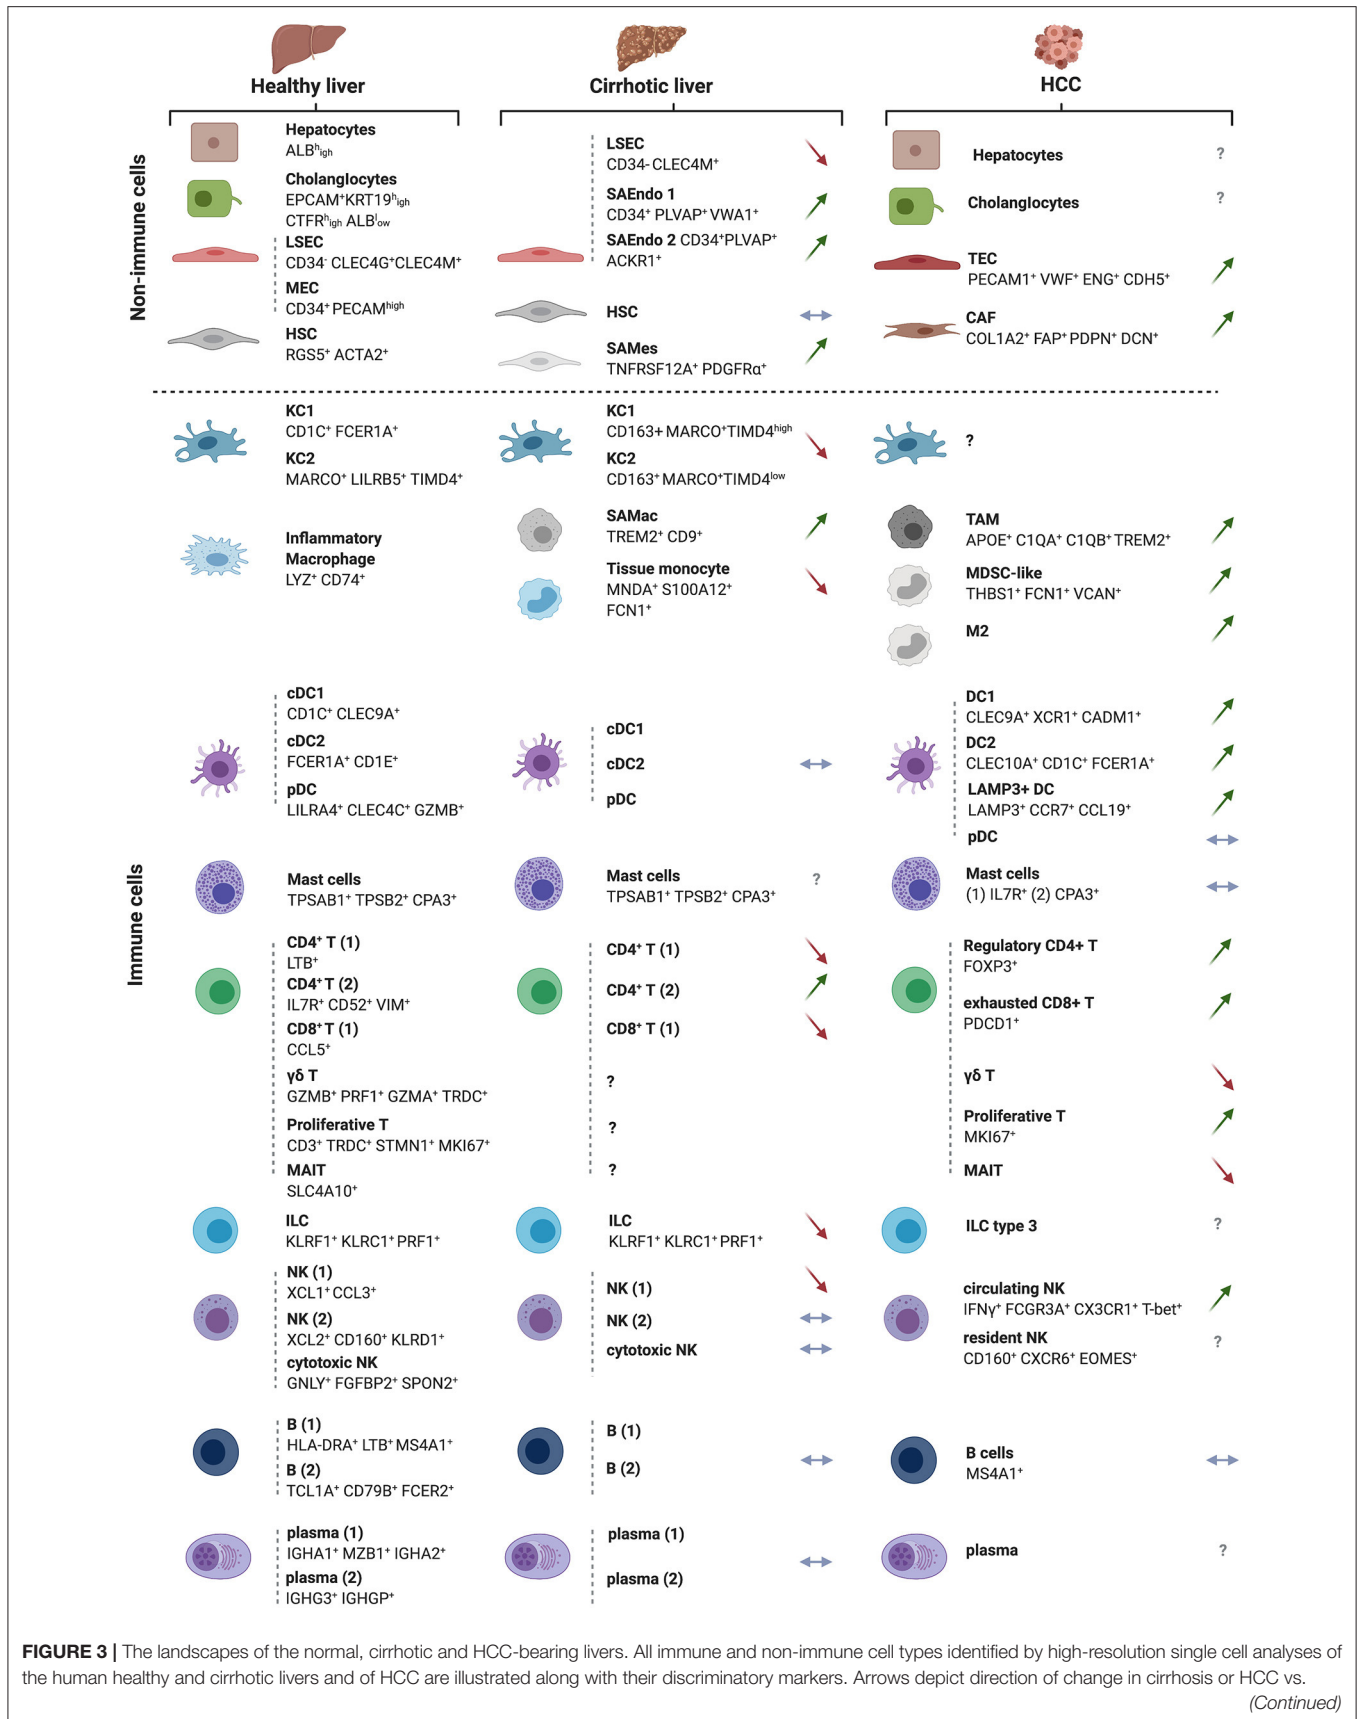 Healthy liver
Cirrhotic liver
HCC
Non-immune cells
Hepatocytes
ALBʰigh
Cholangiocytes
EPCAM⁺KRT19ʰigh
CTFRʰigh ALBˡow
LSEC
CD34⁻ CLEC4G⁺CLEC4M⁺
MEC
CD34⁺ PECAMʰⁱᵍʰ
HSC
RGS5⁺ ACTA2⁺
LSEC
CD34- CLEC4M⁺
SAEndo 1
CD34⁺ PLVAP⁺ VWA1⁺
SAEndo 2 CD34⁺PLVAP⁺
ACKR1⁺
HSC
SAMes
TNFRSF12A⁺ PDGFRα⁺
Hepatocytes
?
Cholangiocytes
?
TEC
PECAM1⁺ VWF⁺ ENG⁺ CDH5⁺
CAF
COL1A2⁺ FAP⁺ PDPN⁺ DCN⁺
Immune cells
KC1
CD1C⁺ FCER1A⁺
KC2
MARCO⁺ LILRB5⁺ TIMD4⁺
KC1
CD163+ MARCO⁺TIMD4ʰⁱᵍʰ
KC2
CD163⁺ MARCO⁺TIMD4ˡᵒʷ
?
Inflammatory
Macrophage
LYZ⁺ CD74⁺
SAMac
TREM2⁺ CD9⁺
Tissue monocyte
MNDA⁺ S100A12⁺
FCN1⁺
TAM
APOE⁺ C1QA⁺ C1QB⁺ TREM2⁺
MDSC-like
THBS1⁺ FCN1⁺ VCAN⁺
M2
cDC1
CD1C⁺ CLEC9A⁺
cDC2
FCER1A⁺ CD1E⁺
pDC
LILRA4⁺ CLEC4C⁺ GZMB⁺
cDC1
cDC2
pDC
DC1
CLEC9A⁺ XCR1⁺ CADM1⁺
DC2
CLEC10A⁺ CD1C⁺ FCER1A⁺
LAMP3+ DC
LAMP3⁺ CCR7⁺ CCL19⁺
pDC
Mast cells
TPSAB1⁺ TPSB2⁺ CPA3⁺
Mast cells
TPSAB1⁺ TPSB2⁺ CPA3⁺
?
Mast cells
(1) IL7R⁺ (2) CPA3⁺
CD4⁺ T (1)
LTB⁺
CD4⁺ T (2)
IL7R⁺ CD52⁺ VIM⁺
CD8⁺ T (1)
CCL5⁺
γδ T
GZMB⁺ PRF1⁺ GZMA⁺ TRDC⁺
Proliferative T
CD3⁺ TRDC⁺ STMN1⁺ MKI67⁺
MAIT
SLC4A10⁺
CD4⁺ T (1)
CD4⁺ T (2)
CD8⁺ T (1)
?
?
?
Regulatory CD4+ T
FOXP3⁺
exhausted CD8+ T
PDCD1⁺
γδ T
Proliferative T
MKI67⁺
MAIT
ILC
KLRF1⁺ KLRC1⁺ PRF1⁺
ILC
KLRF1⁺ KLRC1⁺ PRF1⁺
ILC type 3
?
NK (1)
XCL1⁺ CCL3⁺
NK (2)
XCL2⁺ CD160⁺ KLRD1⁺
cytotoxic NK
GNLY⁺ FGFBP2⁺ SPON2⁺
NK (1)
NK (2)
cytotoxic NK
circulating NK
IFNγ⁺ FCGR3A⁺ CX3CR1⁺ T-bet⁺
resident NK
CD160⁺ CXCR6⁺ EOMES⁺
?
B (1)
HLA-DRA⁺ LTB⁺ MS4A1⁺
B (2)
TCL1A⁺ CD79B⁺ FCER2⁺
B (1)
B (2)
B cells
MS4A1⁺
plasma (1)
IGHA1⁺ MZB1⁺ IGHA2⁺
plasma (2)
IGHG3⁺ IGHGP⁺
plasma (1)
plasma (2)
plasma
?
FIGURE 3 | The landscapes of the normal, cirrhotic and HCC-bearing livers. All immune and non-immune cell types identified by high-resolution single cell analyses of
the human healthy and cirrhotic livers and of HCC are illustrated along with their discriminatory markers. Arrows depict direction of change in cirrhosis or HCC vs.
(Continued)